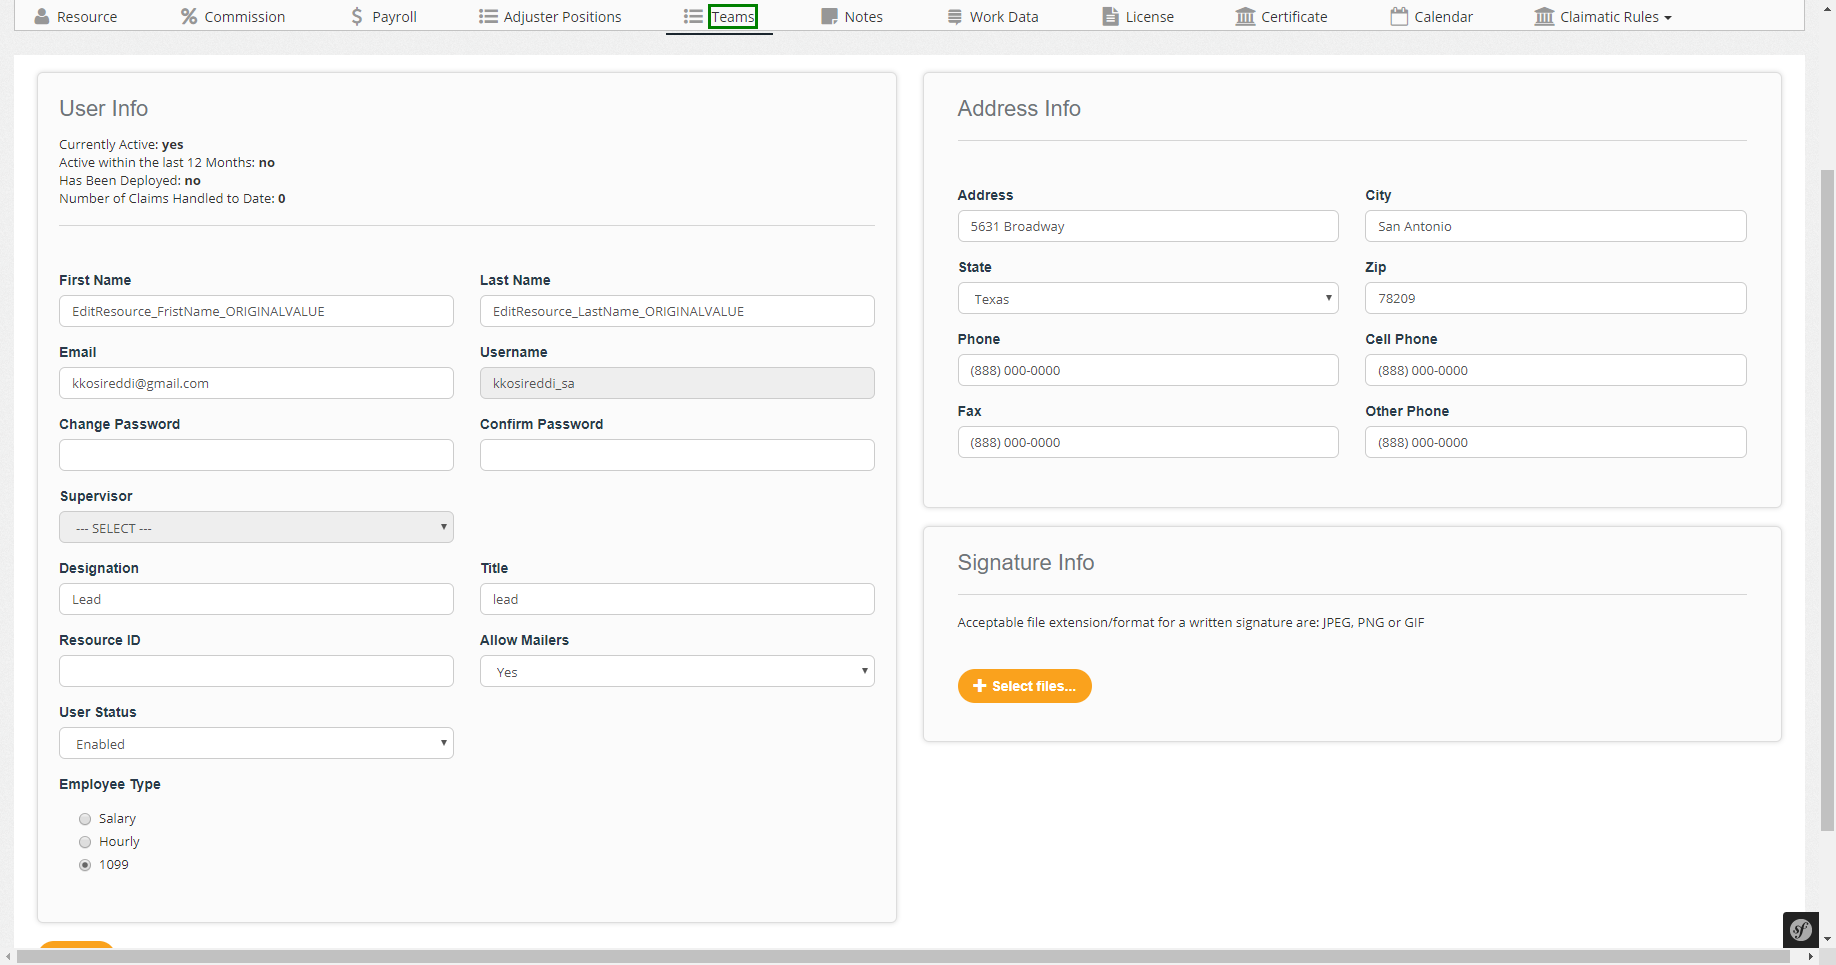 Resource Commission Payroll Adjuster Positions Teams Notes Work Data License Certificate Calendar Claimatic Rules
User Info
Currently Active: yes
Active within the last 12 Months: no
Has Been Deployed: no
Number of Claims Handled to Date: 0
First Name Last Name
EditResource_FristName_ORIGINALVALUE EditResource_LastName_ORIGINALVALUE
Email Username
kkosireddi@gmail.com kkosireddi_sa
Change Password Confirm Password
Supervisor
--- SELECT ---
Designation Title
Lead lead
Resource ID Allow Mailers
Yes
User Status
Enabled
Employee Type
Salary
Hourly
1099
Address Info
Address City
5631 Broadway San Antonio
State Zip
Texas 78209
Phone Cell Phone
(888) 000-0000 (888) 000-0000
Fax Other Phone
(888) 000-0000 (888) 000-0000
Signature Info
Acceptable file extension/format for a written signature are: JPEG, PNG or GIF
Select files...
sf